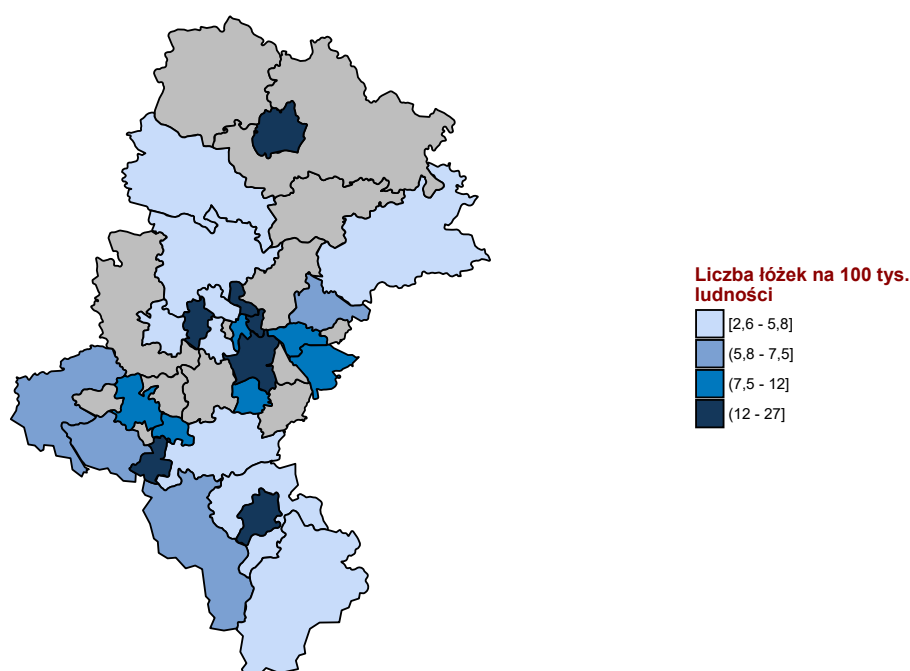 Liczba łóżek na 100 tys.
ludności
[2,6 - 5,8]
(5,8 - 7,5]
(7,5 - 12]
(12 - 27]